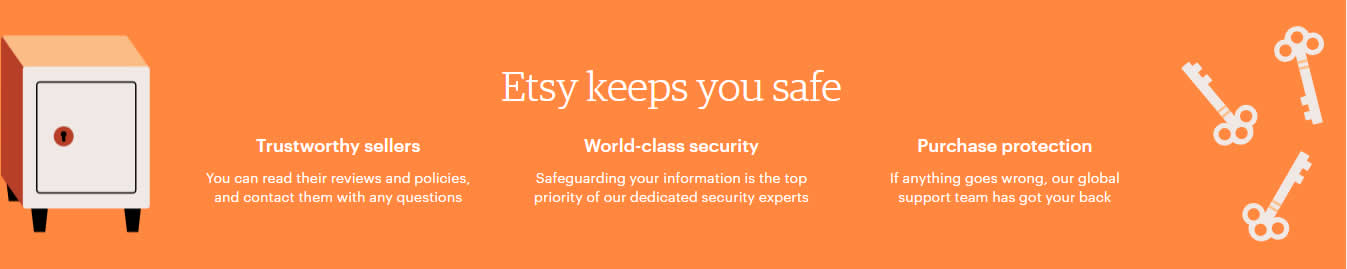 Etsy keeps you safe
Trustworthy sellers
You can read their reviews and policies,
and contact them with any questions
World-class security
Safeguarding your information is the top
priority of our dedicated security experts
Purchase protection
If anything goes wrong, our global
support team has got your back